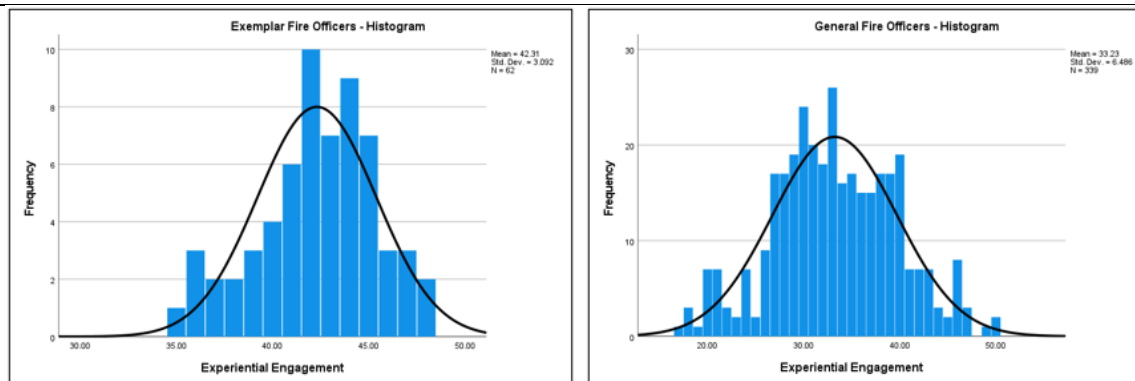 Exemplar Fire Officers - Histogram
Mean = 42.31
Std. Dev. = 3.092
N = 62
Frequency
10
8
6
4
2
0
30.00 35.00 40.00 45.00 50.00
Experiential Engagement
General Fire Officers - Histogram
Mean = 33.23
Std. Dev. = 6.486
N = 339
Frequency
30
20
10
0
20.00 30.00 40.00 50.00
Experiential Engagement